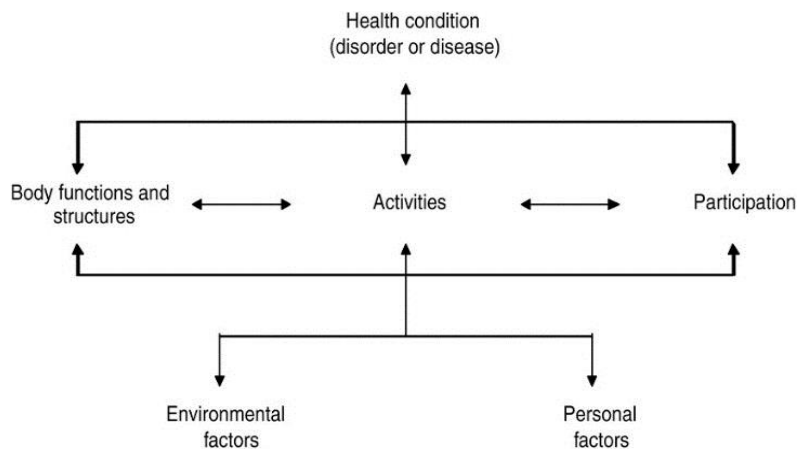 Health condition
(disorder or disease)
Body functions and
structures
Activities
Participation
Environmental
factors
Personal
factors